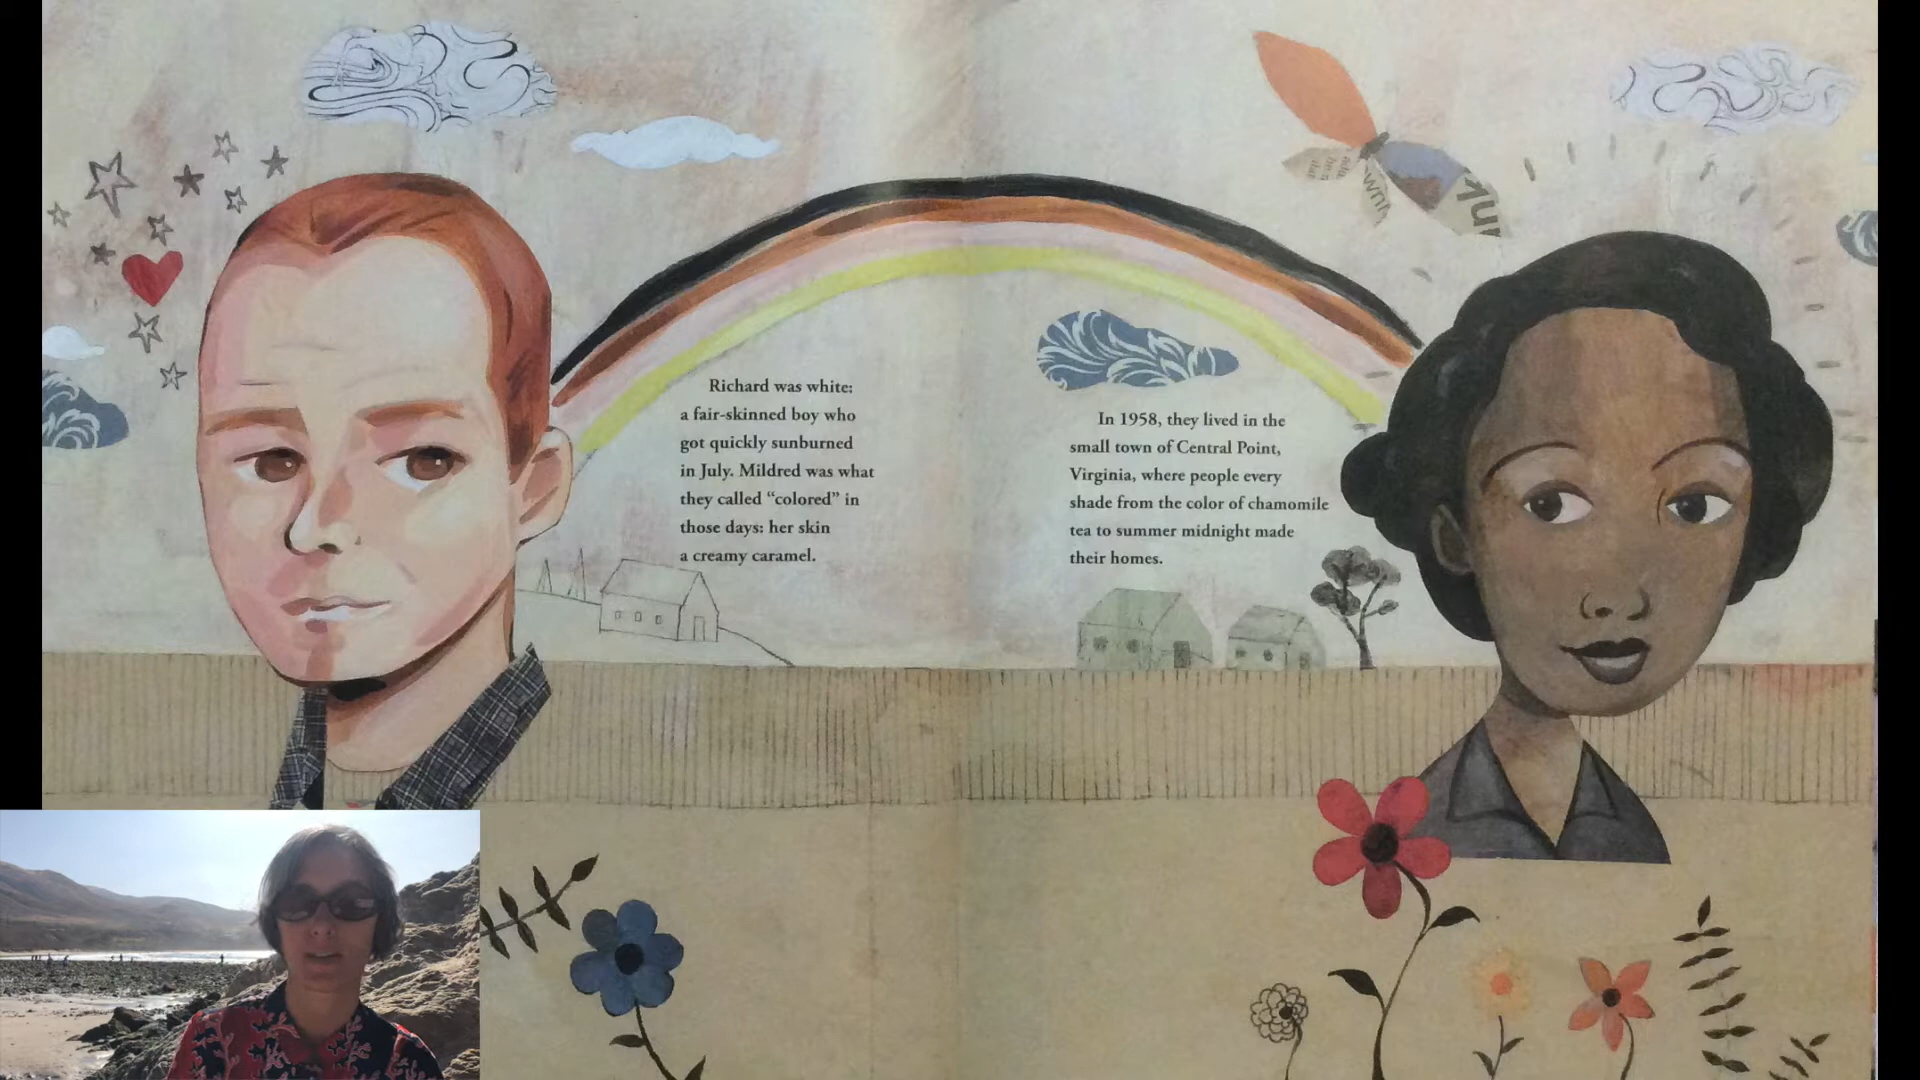 Richard was white:
a fair-skinned boy who
got quickly sunburned
in July. Mildred was what
they called “colored” in
those days: her skin
a creamy caramel.
In 1958, they lived in the
small town of Central Point,
Virginia, where people every
shade from the color of chamomile
tea to summer midnight made
their homes.